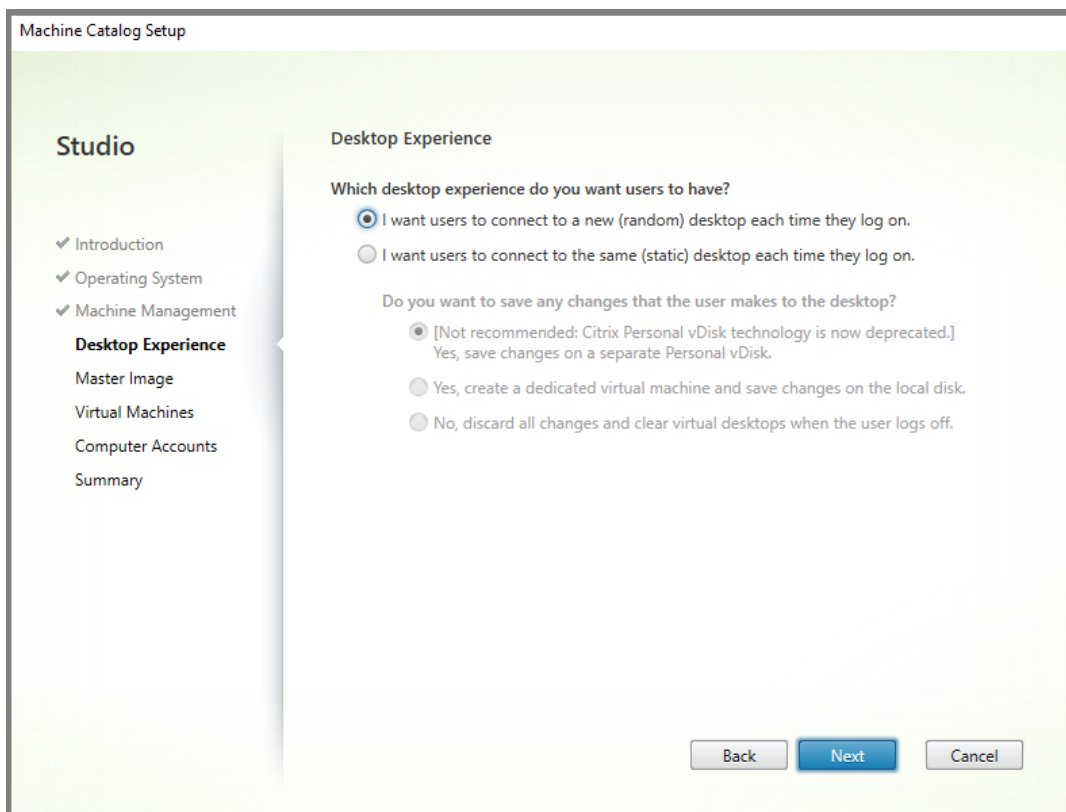 Machine Catalog Setup
Studio
Introduction
Operating System
Machine Management
Desktop Experience
Master Image
Virtual Machines
Computer Accounts
Summary
Desktop Experience
Which desktop experience do you want users to have?
I want users to connect to a new (random) desktop each time they log on.
I want users to connect to the same (static) desktop each time they log on.
Do you want to save any changes that the user makes to the desktop?
[Not recommended: Citrix Personal vDisk technology is now deprecated.]
Yes, save changes on a separate Personal vDisk.
Yes, create a dedicated virtual machine and save changes on the local disk.
No, discard all changes and clear virtual desktops when the user logs off.
Back
Next
Cancel